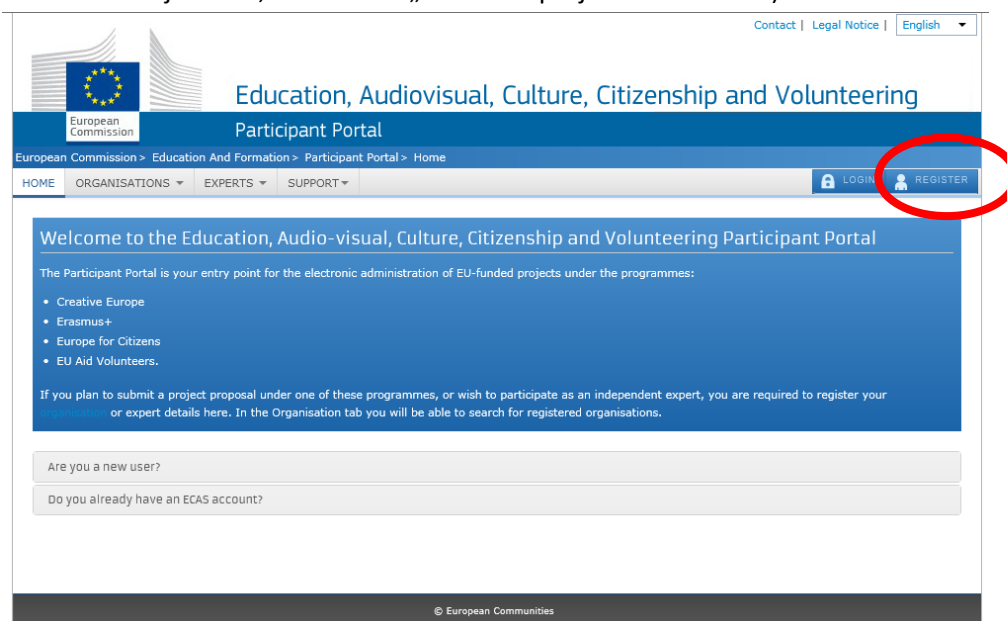 Contact | Legal Notice | English
Education, Audiovisual, Culture, Citizenship and Volunteering
European
Commission
Participant Portal
European Commission > Education And Formation > Participant Portal > Home
HOME ORGANISATIONS EXPERTS SUPPORT LOGIN REGISTER
Welcome to the Education, Audio-visual, Culture, Citizenship and Volunteering Participant Portal
The Participant Portal is your entry point for the electronic administration of EU-funded projects under the programmes:
• Creative Europe
• Erasmus+
• Europe for Citizens
• EU Aid Volunteers.
If you plan to submit a project proposal under one of these programmes, or wish to participate as an independent expert, you are required to register your
organisation or expert details here. In the Organisation tab you will be able to search for registered organisations.
Are you a new user?
Do you already have an ECAS account?
© European Communities